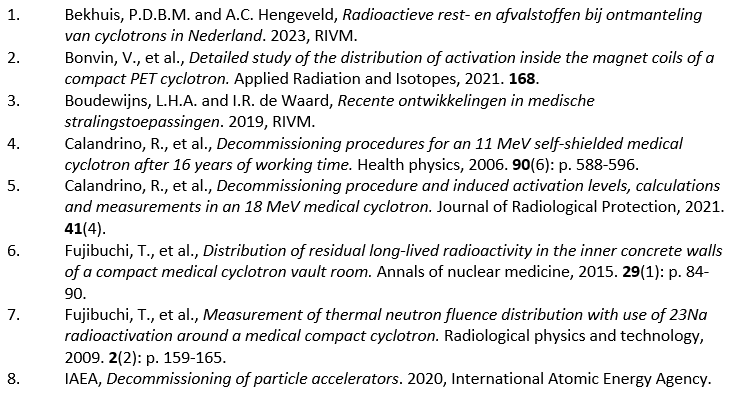 1. Bekhuis, P.D.B.M. and A.C. Hengeveld, Radioactieve rest- en afvalstoffen bij ontmanteling
van cyclotrons in Nederland. 2023, RIVM.
2. Bonvin, V., et al., Detailed study of the distribution of activation inside the magnet coils of a
compact PET cyclotron. Applied Radiation and Isotopes, 2021. 168.
3. Boudewijns, L.H.A. and I.R. de Waard, Recente ontwikkelingen in medische
stralingstoepassingen. 2019, RIVM.
4. Calandrino, R., et al., Decommissioning procedures for an 11 MeV self-shielded medical
cyclotron after 16 years of working time. Health physics, 2006. 90(6): p. 588-596.
5. Calandrino, R., et al., Decommissioning procedure and induced activation levels, calculations
and measurements in an 18 MeV medical cyclotron. Journal of Radiological Protection, 2021.
41(4).
6. Fujibuchi, T., et al., Distribution of residual long-lived radioactivity in the inner concrete walls
of a compact medical cyclotron vault room. Annals of nuclear medicine, 2015. 29(1): p. 84-
90.
7. Fujibuchi, T., et al., Measurement of thermal neutron fluence distribution with use of 23Na
radioactivation around a medical compact cyclotron. Radiological physics and technology,
2009. 2(2): p. 159-165.
8. IAEA, Decommissioning of particle accelerators. 2020, International Atomic Energy Agency.